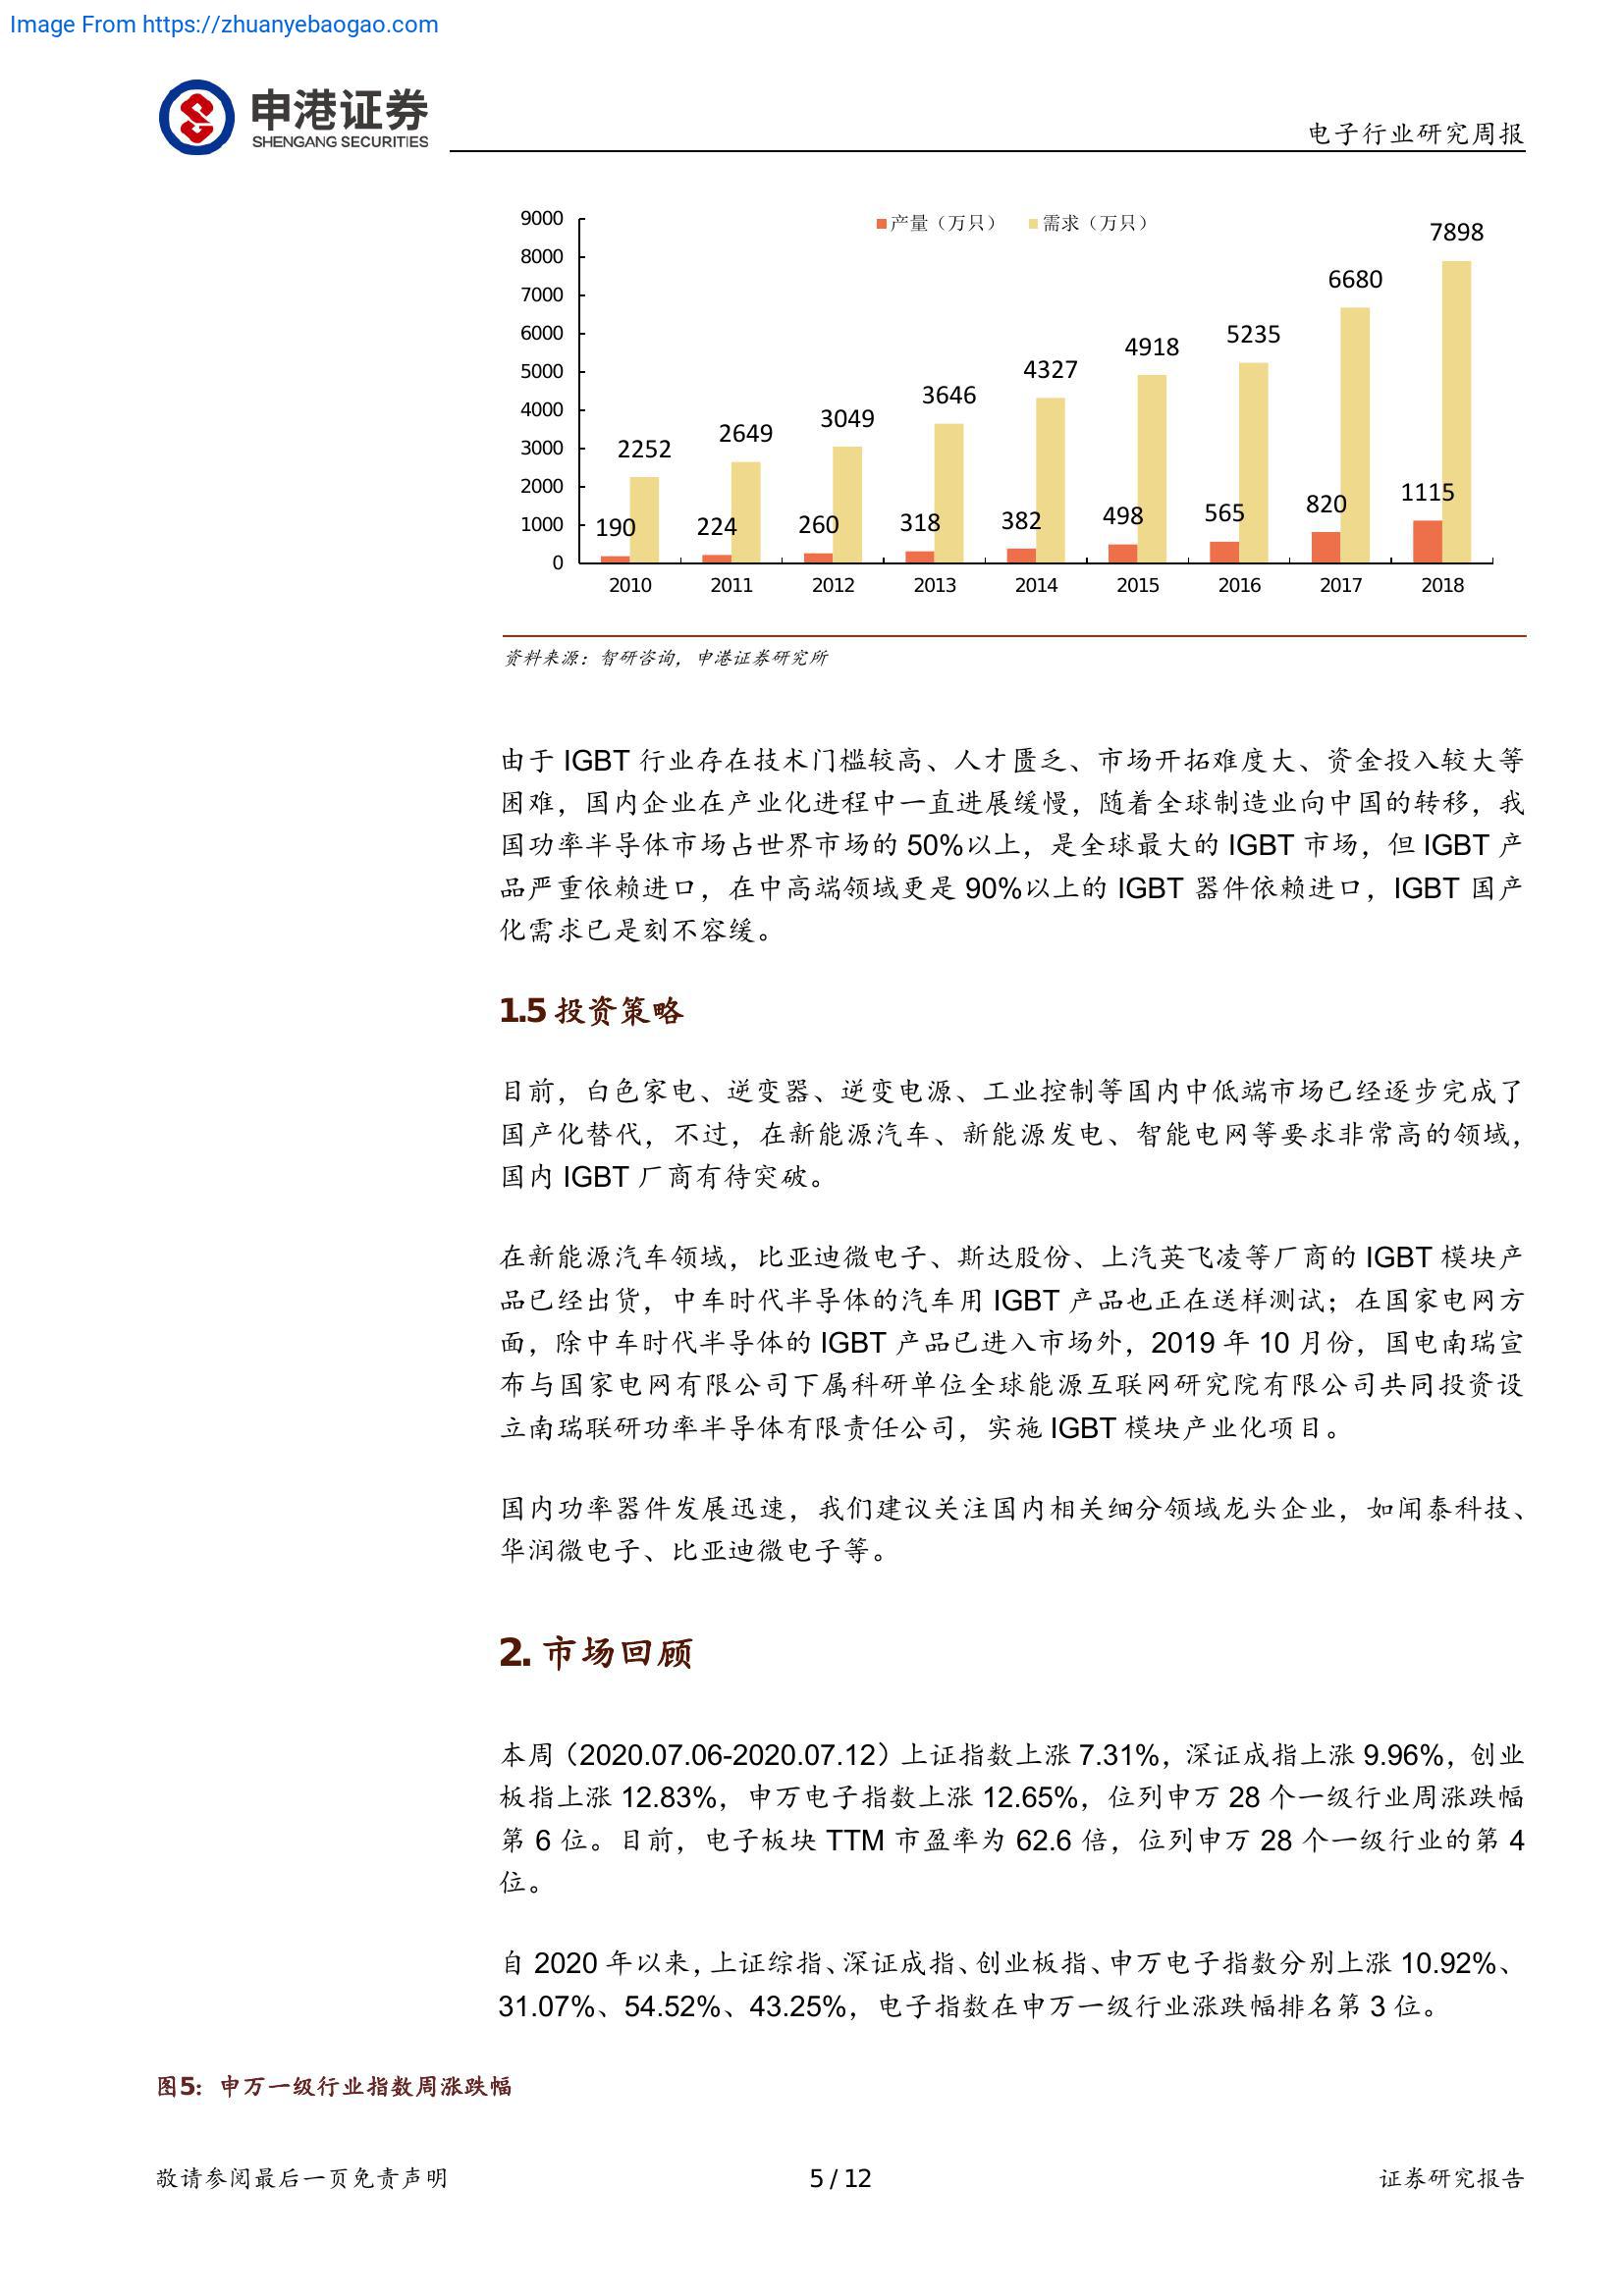 Image From https://zhuanyebaogao.com
申港证券
SHENGANG SECURITIES
电子行业研究周报
产量（万只） 需求（万只）
9000
8000
7000
6000
5000
4000
3000
2000
1000
0
2252 2649 3049 3646 4327 4918 5235 6680 7898
190 224 260 318 382 498 565 820 1115
2010 2011 2012 2013 2014 2015 2016 2017 2018
资料来源：智研咨询，申港证券研究所
由于 IGBT 行业存在技术门槛较高、人才匮乏、市场开拓难度大、资金投入较大等
困难，国内企业在产业化进程中一直进展缓慢，随着全球制造业向中国的转移，我
国功率半导体市场占世界市场的 50%以上，是全球最大的 IGBT 市场，但 IGBT 产
品严重依赖进口，在中高端领域更是 90%以上的 IGBT 器件依赖进口，IGBT 国产
化需求已是刻不容缓。
1.5 投资策略
目前，白色家电、逆变器、逆变电源、工业控制等国内中低端市场已经逐步完成了
国产化替代，不过，在新能源汽车、新能源发电、智能电网等要求非常高的领域，
国内 IGBT 厂商有待突破。
在新能源汽车领域，比亚迪微电子、斯达股份、上汽英飞凌等厂商的 IGBT 模块产
品已经出货，中车时代半导体的汽车用 IGBT 产品也正在送样测试；在国家电网方
面，除中车时代半导体的 IGBT 产品已进入市场外，2019 年 10 月份，国电南瑞宣
布与国家电网有限公司下属科研单位全球能源互联网研究院有限公司共同投资设
立南瑞联研功率半导体有限责任公司，实施 IGBT 模块产业化项目。
国内功率器件发展迅速，我们建议关注国内相关细分领域龙头企业，如闻泰科技、
华润微电子、比亚迪微电子等。
2. 市场回顾
本周（2020.07.06-2020.07.12）上证指数上涨 7.31%，深证成指上涨 9.96%，创业
板指上涨 12.83%，申万电子指数上涨 12.65%，位列申万 28 个一级行业周涨跌幅
第 6 位。目前，电子板块 TTM 市盈率为 62.6 倍，位列申万 28 个一级行业的第 4
位。
自 2020 年以来，上证综指、深证成指、创业板指、申万电子指数分别上涨 10.92%、
31.07%、54.52%、43.25%，电子指数在申万一级行业涨跌幅排名第 3 位。
图5：申万一级行业指数周涨跌幅
敬请参阅最后一页免责声明
5 / 12
证券研究报告